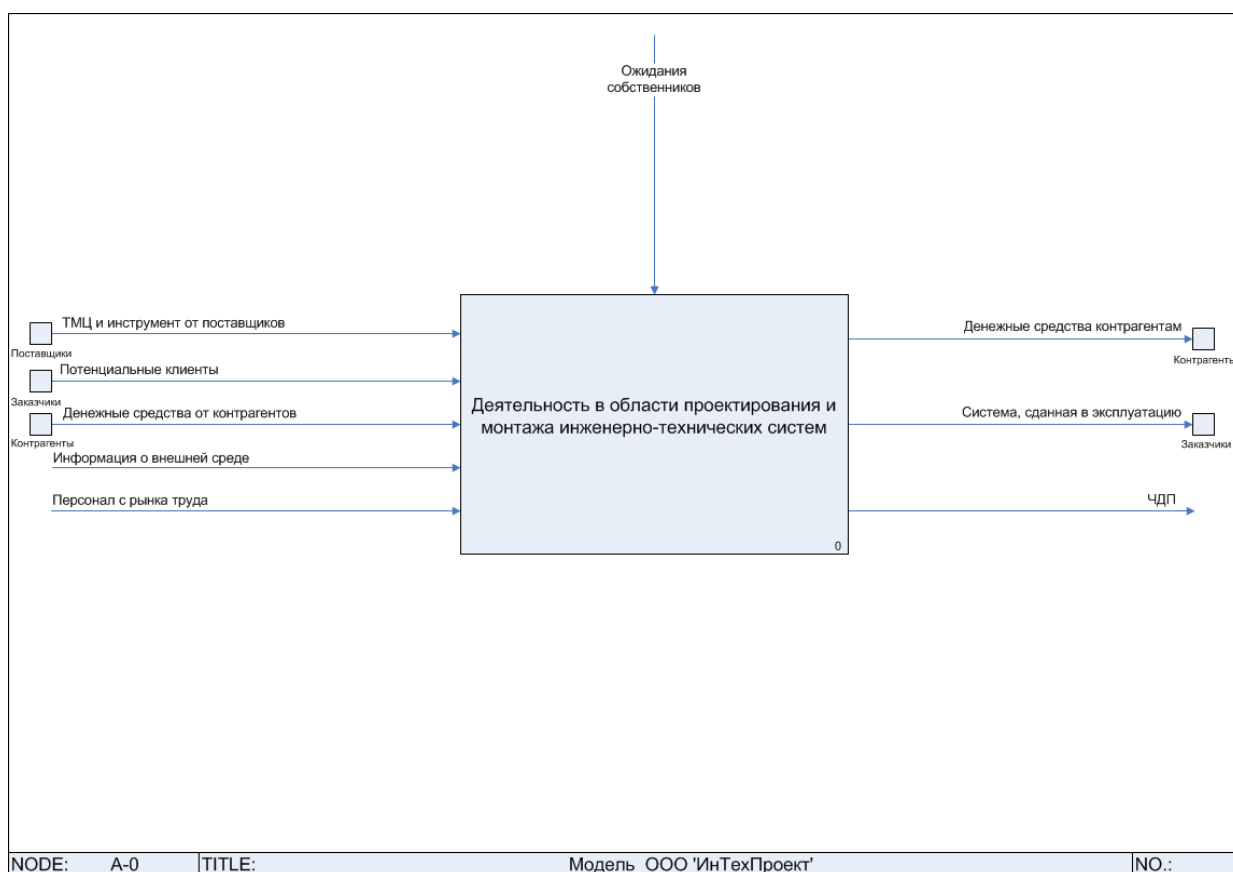 Ожидания
собственников
ТМЦ и инструмент от поставщиков
Поставщики
Потенциальные клиенты
Заказчики
Денежные средства от контрагентов
Контрагенты
Информация о внешней среде
Персонал с рынка труда
Деятельность в области проектирования и
монтажа инженерно-технических систем
0
Денежные средства контрагентам
Контрагенты
Система, сданная в эксплуатацию
Заказчики
ЧДП
NODE: A-0 TITLE: Модель ООО 'ИнТехПроект' NO.: